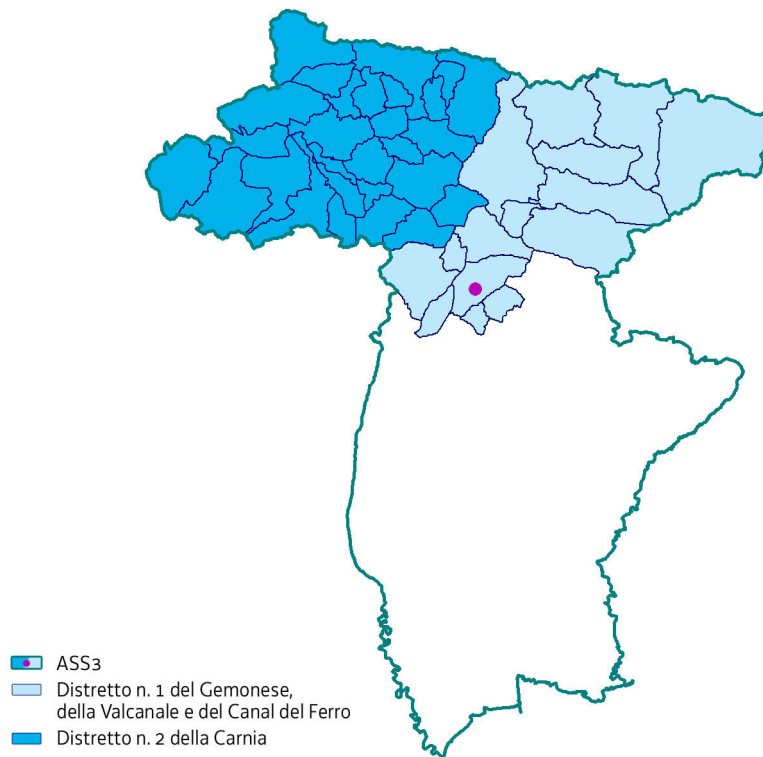 ASS3
Distretto n. 1 del Gemonese,
della Valcanale e del Canal del Ferro
Distretto n. 2 della Carnia